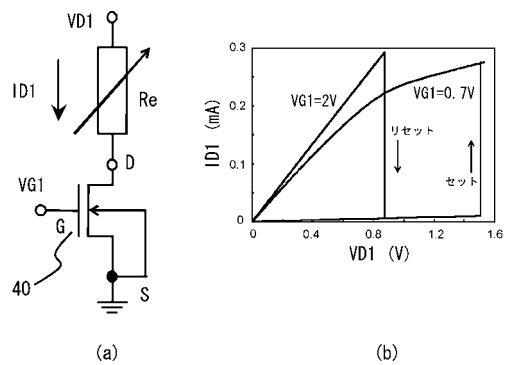 VD1
ID1
Re
D
VG1
G
40
S
(a)
0.3
0.2
0.1
0
ID1 (mA)
VG1=2V
VG1=0.7V
リセット
セット
0
0.4
0.8
1.2
1.6
VD1 (V)
(b)